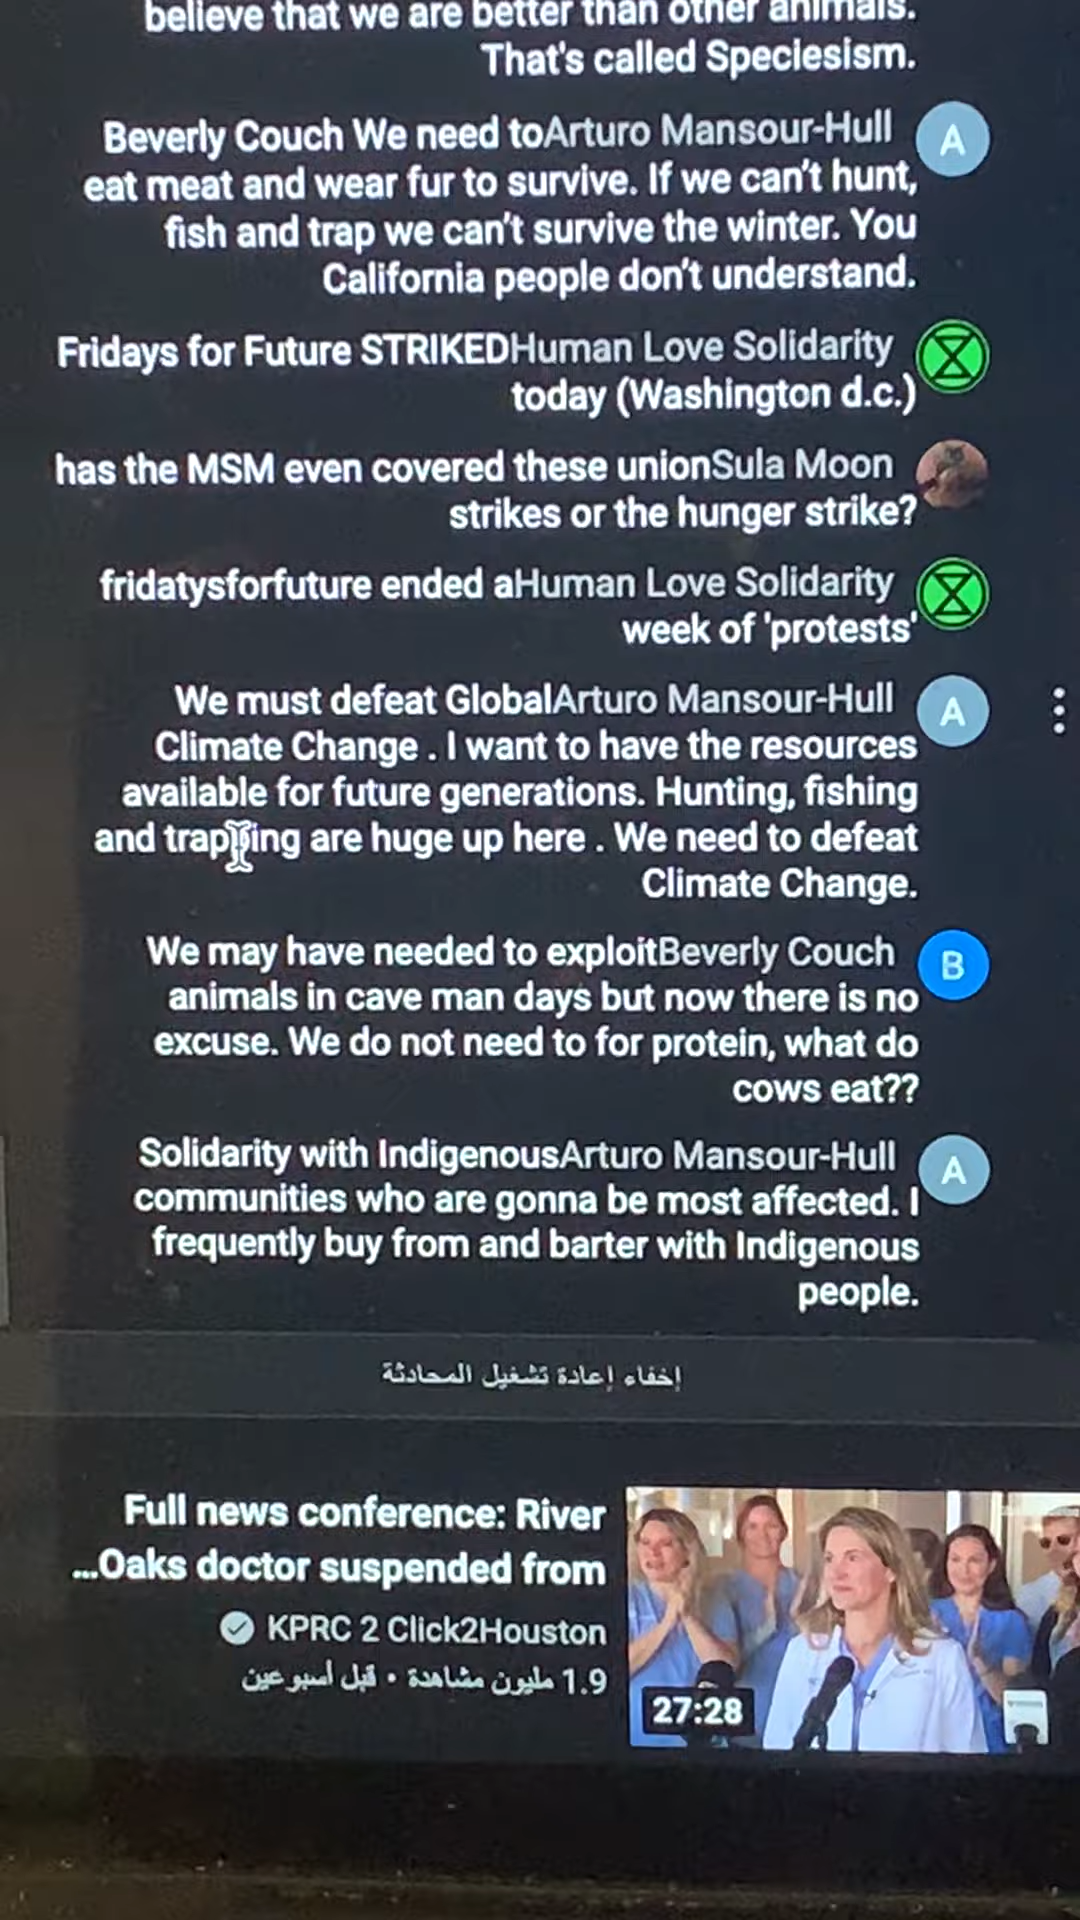 believe that we are better than other animals.
That's called Speciesism.
Beverly Couch We need toArturo Mansour-Hull
A
eat meat and wear fur to survive. If we can't hunt,
fish and trap we can't survive the winter. You
California people don't understand.
Fridays for Future STRIKEDHuman Love Solidarity
today (Washington d.c.)
has the MSM even covered these unionSula Moon
strikes or the hunger strike?
fridatysforfuture ended aHuman Love Solidarity
week of 'protests'
We must defeat GlobalArturo Mansour-Hull
A
Climate Change . I want to have the resources
available for future generations. Hunting, fishing
and trapping are huge up here . We need to defeat
Climate Change.
We may have needed to exploitBeverly Couch
B
animals in cave man days but now there is no
excuse. We do not need to for protein, what do
cows eat??
Solidarity with IndigenousArturo Mansour-Hull
A
communities who are gonna be most affected. I
frequently buy from and barter with Indigenous
people.
إخفاء إعادة تشغيل المحادثة
Full news conference: River
...Oaks doctor suspended from
KPRC 2 Click2Houston
1.9 مليون مشاهدة • قبل أسبوعين
27:28